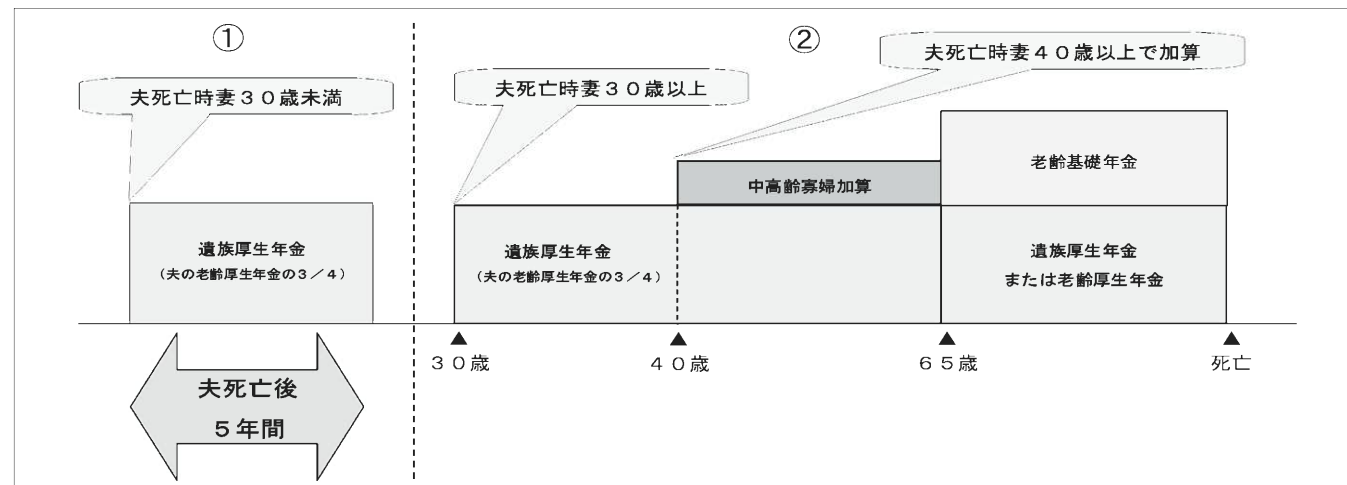 ①
夫死亡時妻３０歳未満
遺族厚生年金
（夫の老齢厚生年金の３／４）
夫死亡後
５年間
②
夫死亡時妻３０歳以上
夫死亡時妻４０歳以上で加算
中高齢寡婦加算
老齢基礎年金
遺族厚生年金
（夫の老齢厚生年金の３／４）
遺族厚生年金
または老齢厚生年金
３０歳
４０歳
６５歳
死亡